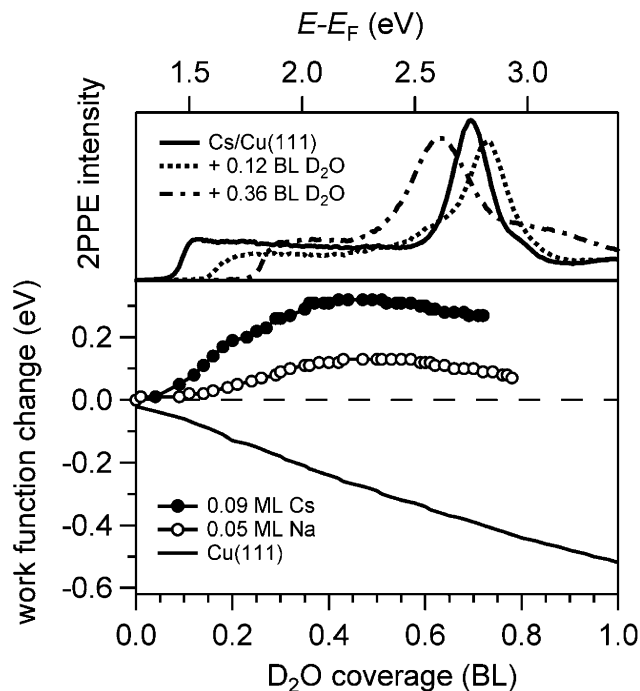 E-E_F (eV)
1.5 2.0 2.5 3.0
2PPE intensity
Cs/Cu(111)
+ 0.12 BL D₂O
+ 0.36 BL D₂O
work function change (eV)
0.2
0.0
-0.2
-0.4
-0.6
0.09 ML Cs
0.05 ML Na
Cu(111)
0.0 0.2 0.4 0.6 0.8 1.0
D₂O coverage (BL)